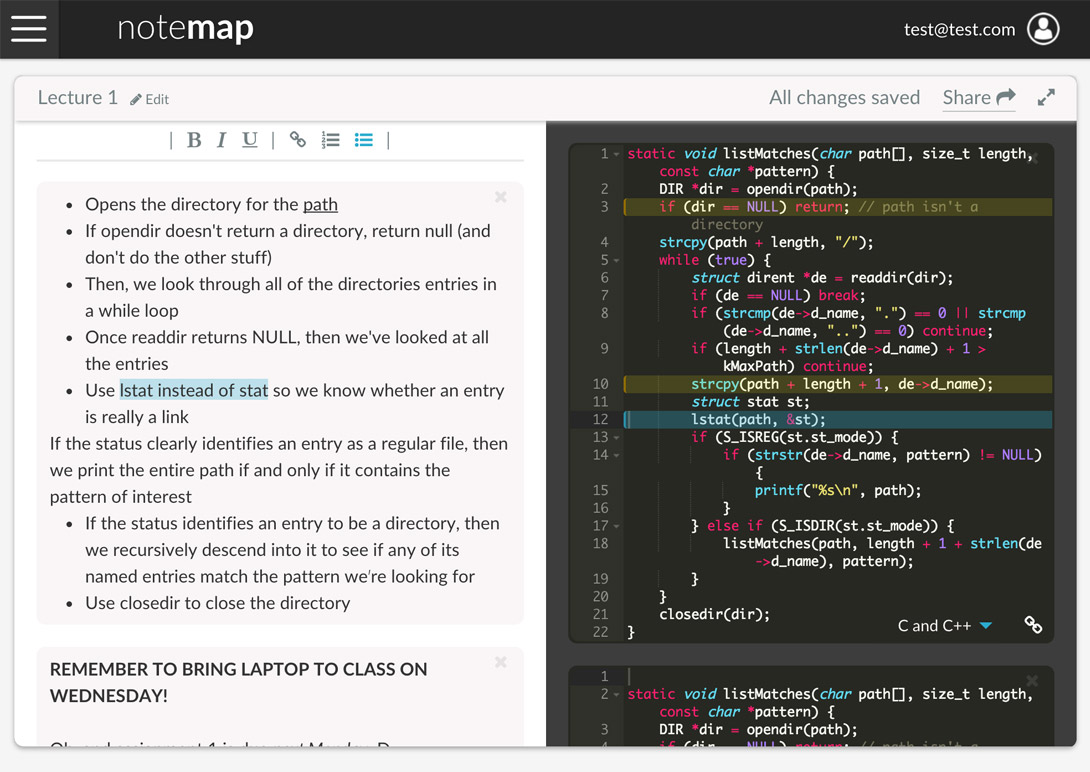 notemap
test@test.com
Lecture 1 Edit
All changes saved Share
| B I U | |
• Opens the directory for the path
• If opendir doesn't return a directory, return null (and
don't do the other stuff)
• Then, we look through all of the directories entries in
a while loop
• Once readdir returns NULL, then we've looked at all
the entries
• Use lstat instead of stat so we know whether an entry
is really a link
If the status clearly identifies an entry as a regular file, then
we print the entire path if and only if it contains the
pattern of interest
• If the status identifies an entry to be a directory, then
we recursively descend into it to see if any of its
named entries match the pattern we're looking for
• Use closedir to close the directory
REMEMBER TO BRING LAPTOP TO CLASS ON
WEDNESDAY!
1 static void listMatches(char path[], size_t length,
const char *pattern) {
2 DIR *dir = opendir(path);
3 if (dir == NULL) return; // path isn't a
directory
4 strcpy(path + length, "/");
5 while (true) {
6 struct dirent *de = readdir(dir);
7 if (de == NULL) break;
8 if (strcmp(de->d_name, ".") == 0 || strcmp
(de->d_name, "..") == 0) continue;
9 if (length + strlen(de->d_name) + 1 >
kMaxPath) continue;
10 strcpy(path + length + 1, de->d_name);
11 struct stat st;
12 lstat(path, &st);
13 if (S_ISREG(st.st_mode)) {
14 if (strstr(de->d_name, pattern) != NULL)
{
15 printf("%s\n", path);
16 }
17 } else if (S_ISDIR(st.st_mode)) {
18 listMatches(path, length + 1 + strlen(de
->d_name), pattern);
19 }
20 }
21 closedir(dir);
22 }
C and C++
1
2 static void listMatches(char path[], size_t length,
const char *pattern) {
3 DIR *dir = opendir(path);
4 if (dir == NULL) return; // path isn't a